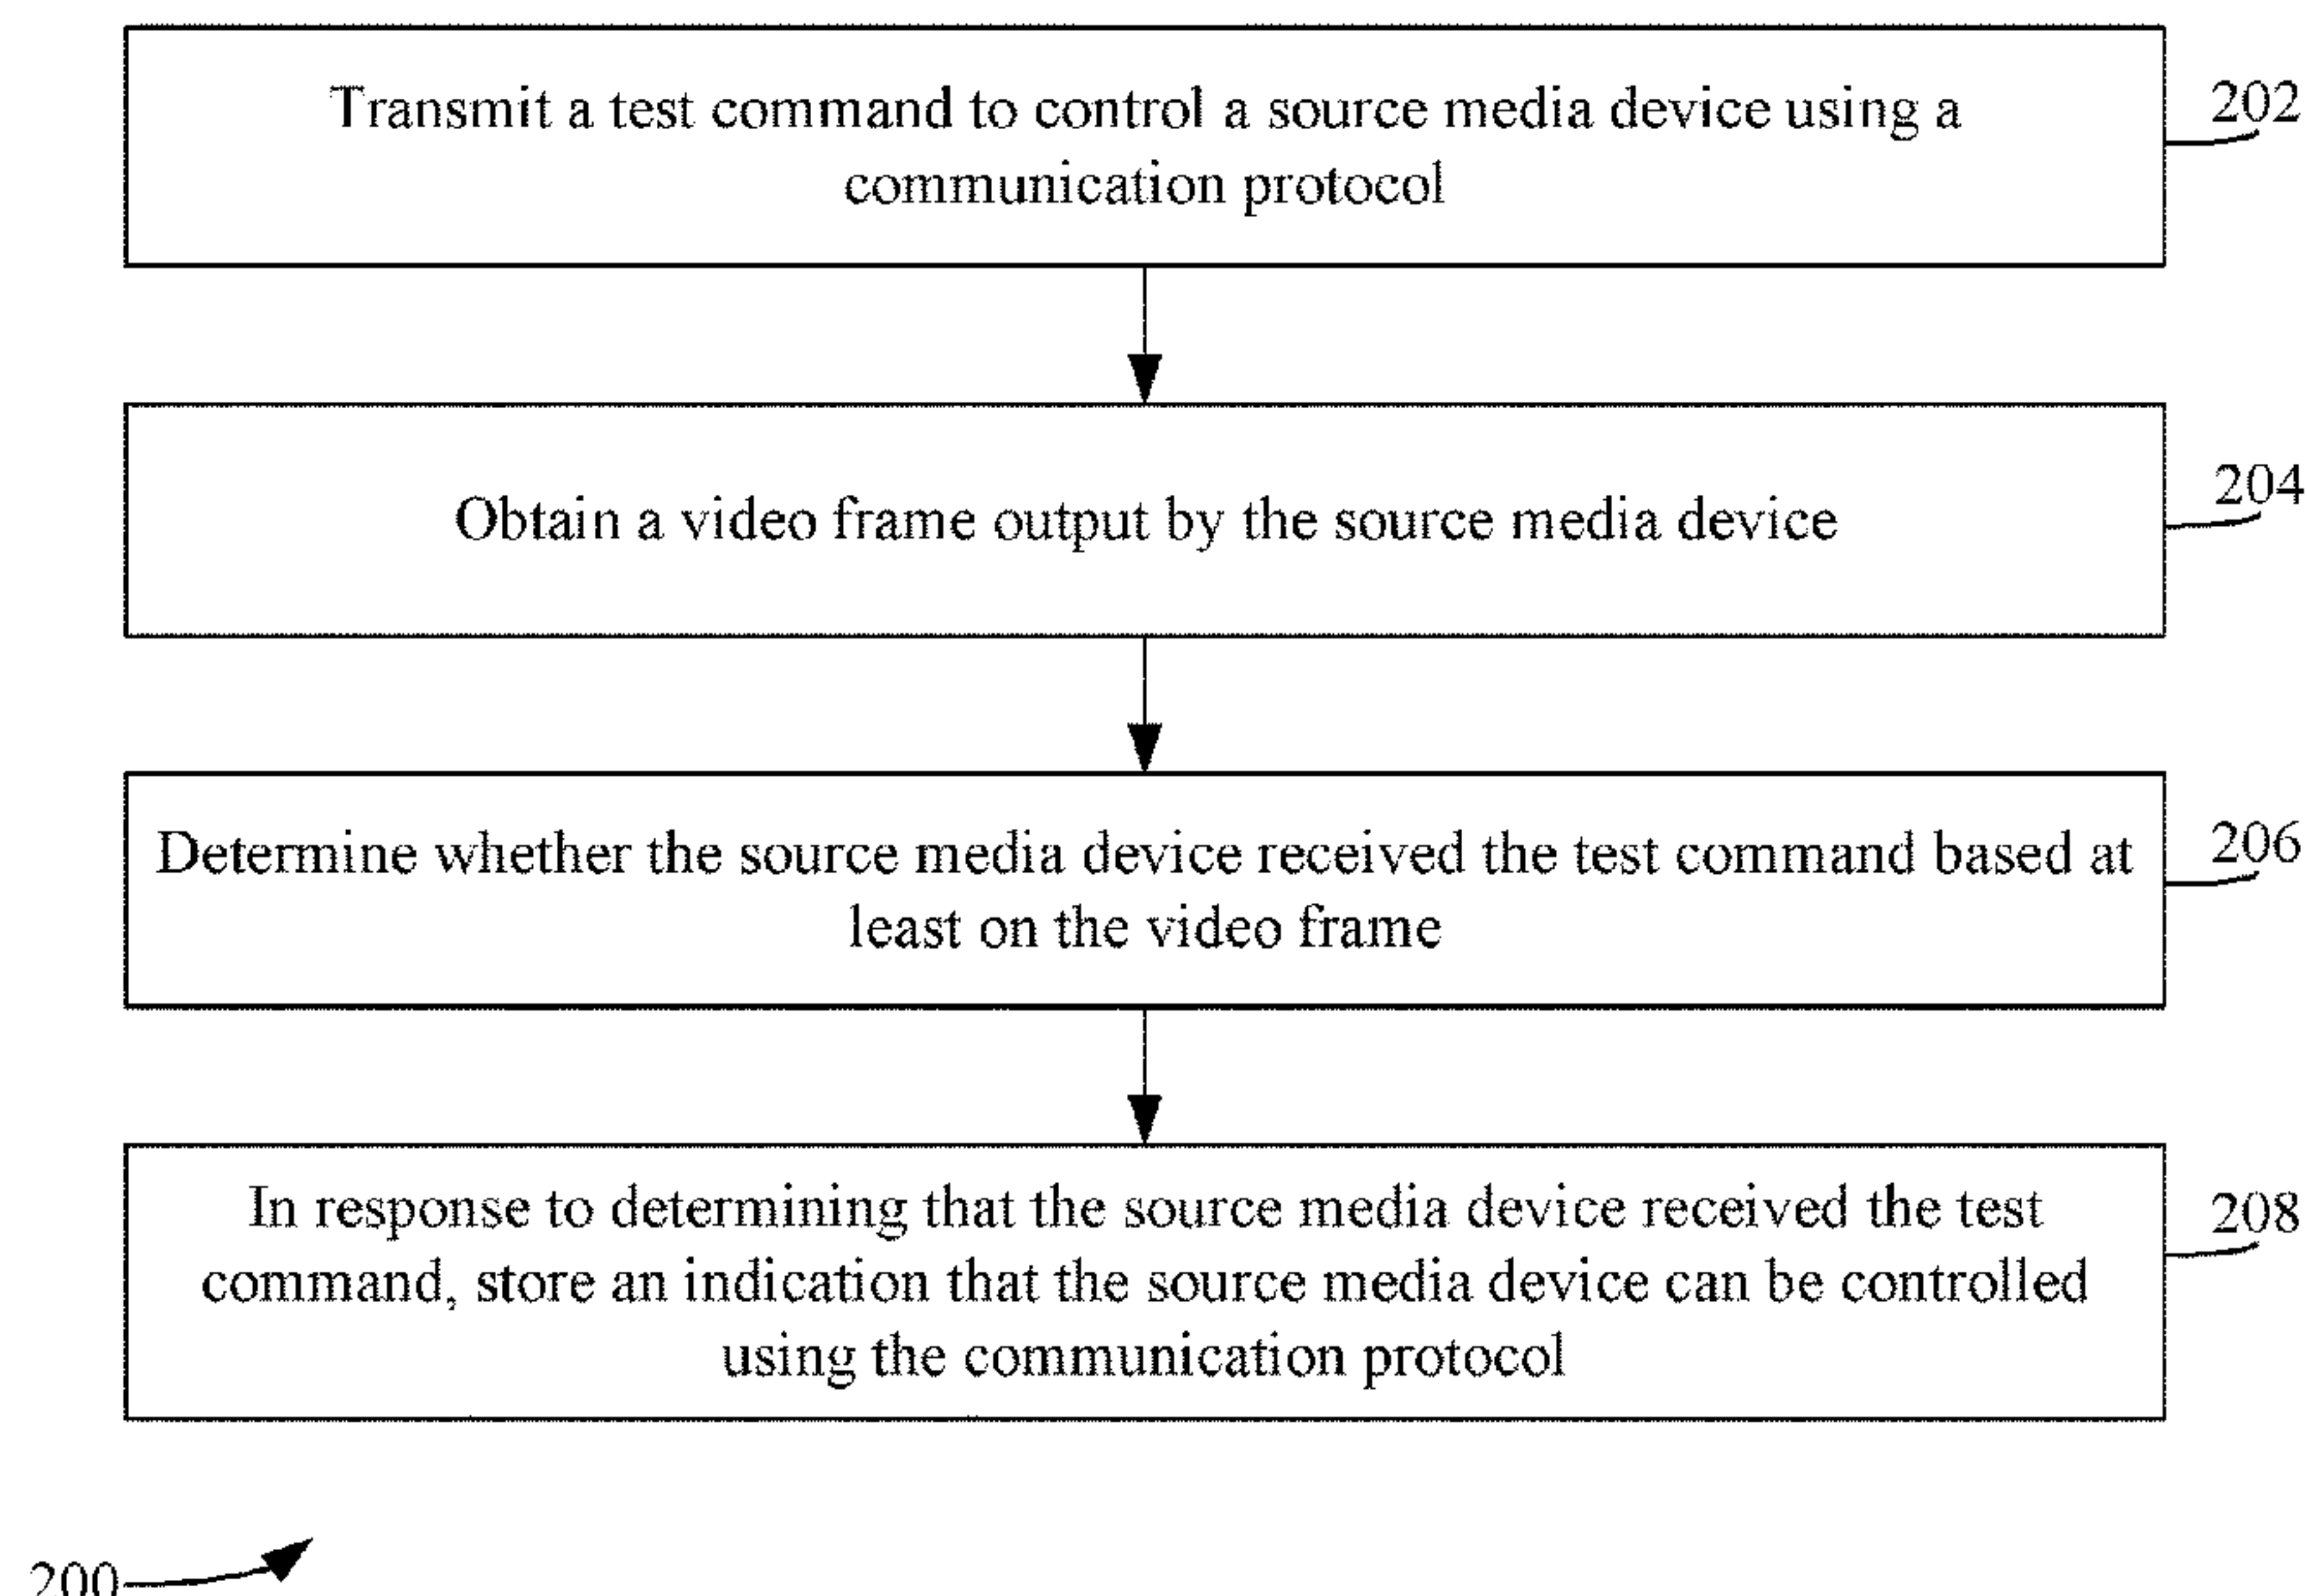 Transmit a test command to control a source media device using a
communication protocol
202
Obtain a video frame output by the source media device
204
Determine whether the source media device received the test command based at
least on the video frame
206
In response to determining that the source media device received the test
command, store an indication that the source media device can be controlled
using the communication protocol
208
200